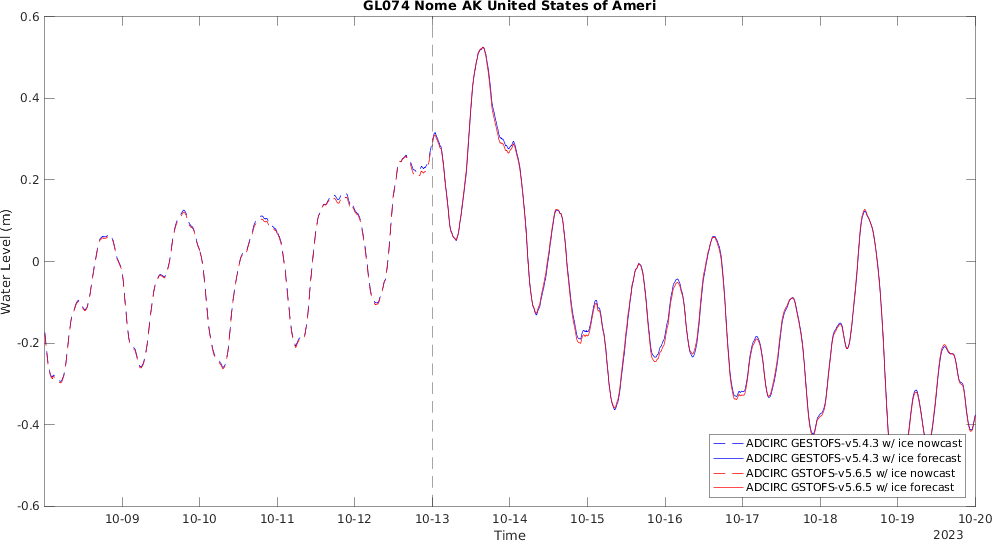 GL074 Nome AK United States of Ameri
0.6
0.4
0.2
0
-0.2
-0.4
-0.6
Water Level (m)
ADCIRC GESTOFS-v5.4.3 w/ ice nowcast
ADCIRC GESTOFS-v5.4.3 w/ ice forecast
ADCIRC GSTOFS-v5.6.5 w/ ice nowcast
ADCIRC GSTOFS-v5.6.5 w/ ice forecast
10-09 10-10 10-11 10-12 10-13 10-14 10-15 10-16 10-17 10-18 10-19 10-20
Time
2023